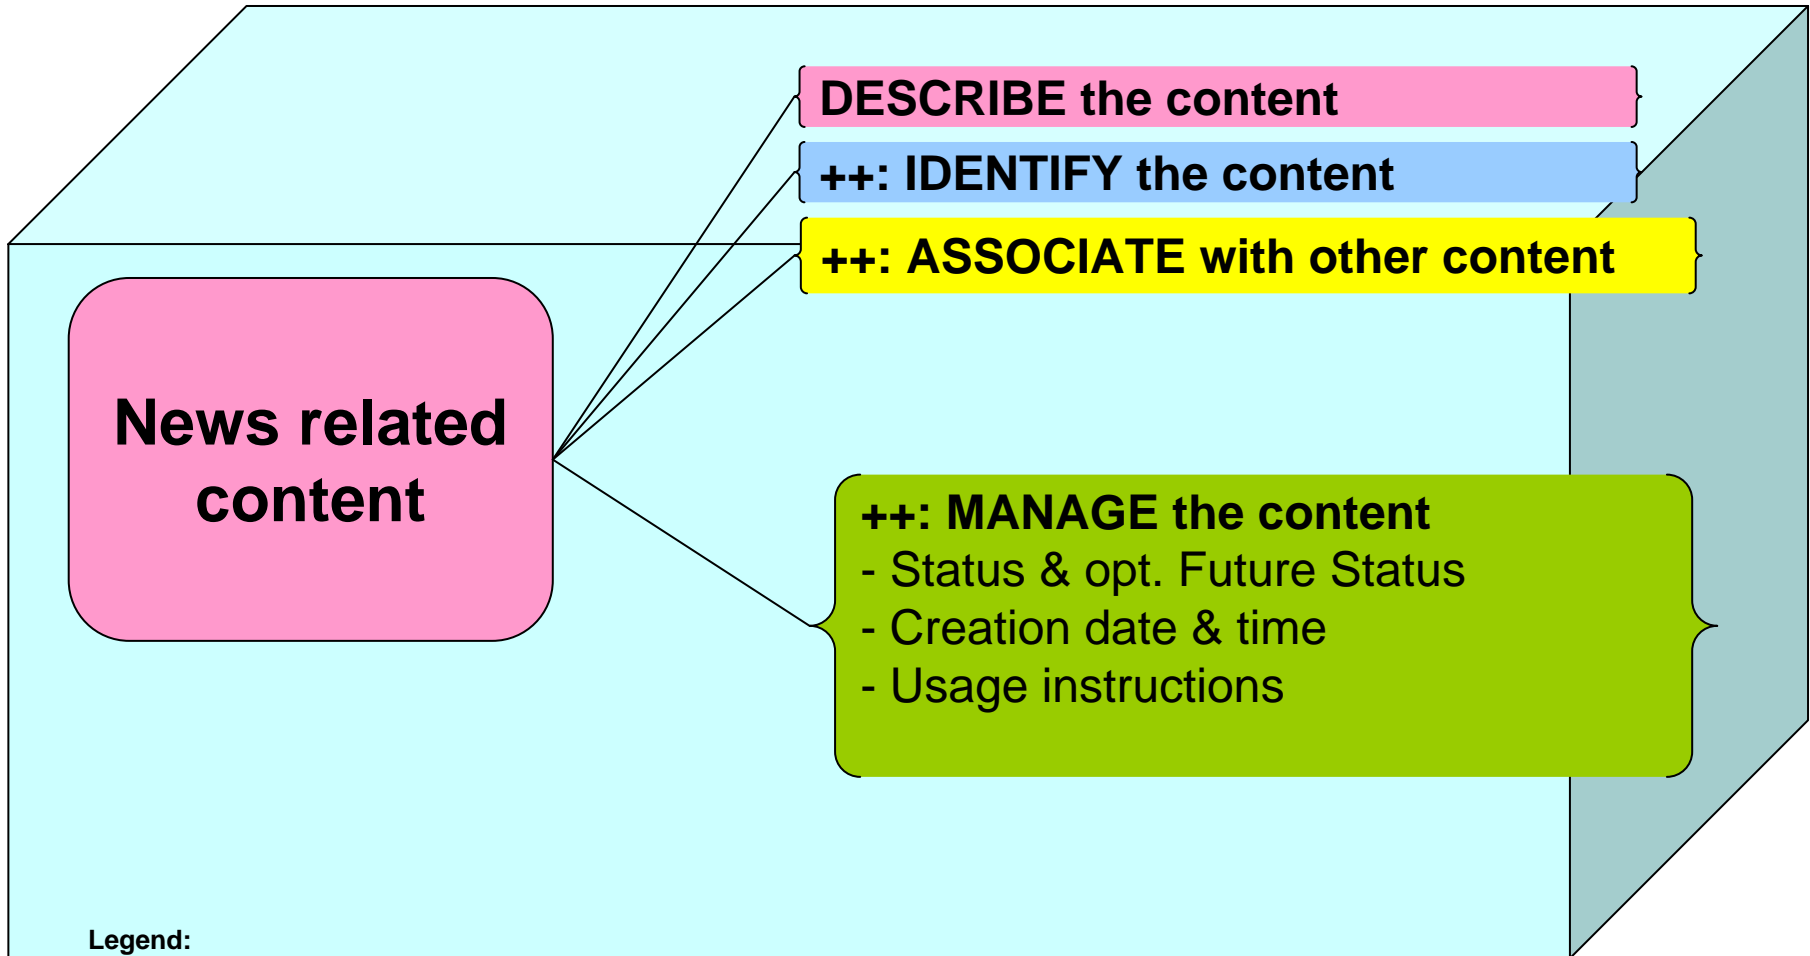 DESCRIBE the content
++: IDENTIFY the content
++: ASSOCIATE with other content
News related
content
++: MANAGE the content
- Status & opt. Future Status
- Creation date & time
- Usage instructions
Legend: